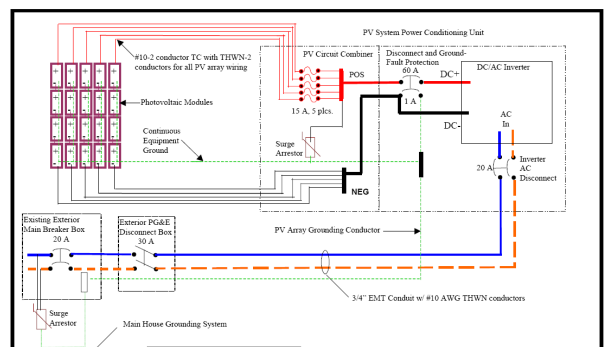 PV System Power Conditioning Unit
#10-2 conductor TC with THWN-2
conductors for all PV array wiring
PV Circut Combiner
Disconnect and Ground-
Fault Protection
60 A
POS
DC+
DC/AC Inverter
Photovoltaic Modules
15 A, 5 plcs.
1 A
DC-
AC
In
Continuous
Equipment
Ground
Surge
Arrestor
20 A
Inverter
AC
Disconnect
NEG
Existing Exterior
Main Breaker Box
20 A
Exterior PG&E
Disconnect Box
30 A
PV Array Grounding Conductor
3/4" EMT Conduit w/ #10 AWG THWN conductors
Surge
Arrestor
Main House Grounding System